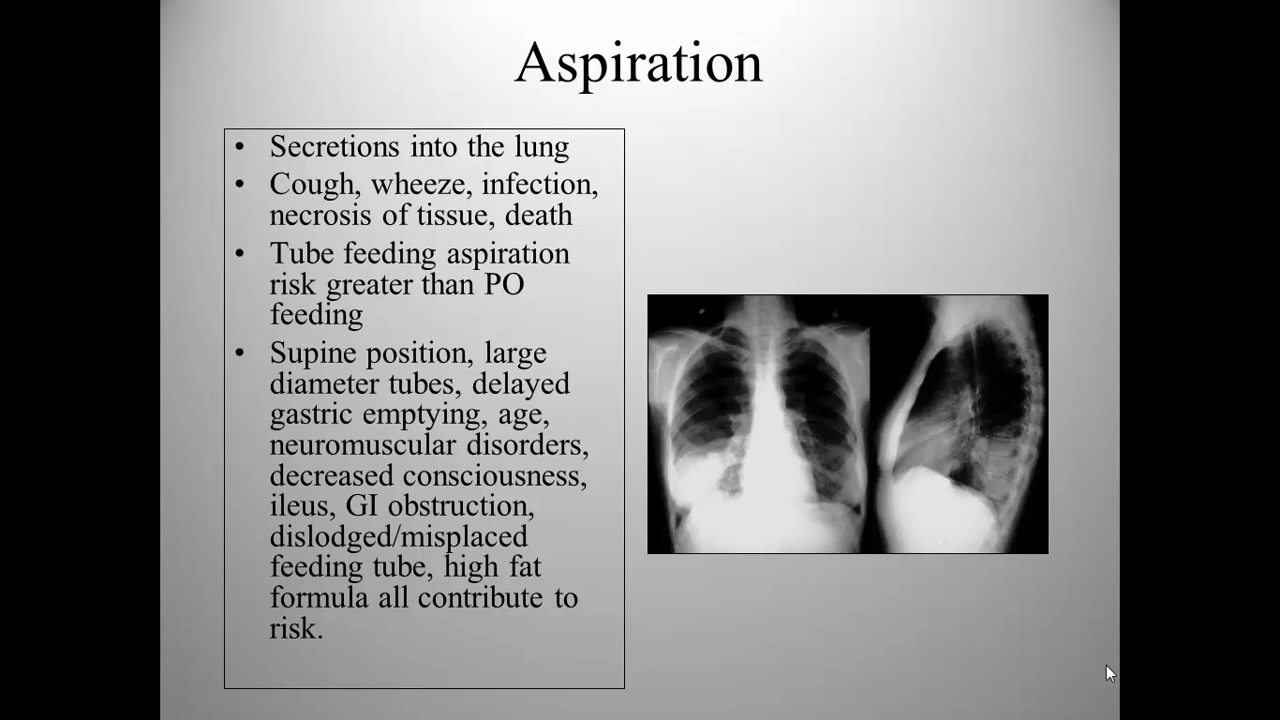 Aspiration
• Secretions into the lung
• Cough, wheeze, infection,
necrosis of tissue, death
• Tube feeding aspiration
risk greater than PO
feeding
• Supine position, large
diameter tubes, delayed
gastric emptying, age,
neuromuscular disorders,
decreased consciousness,
ileus, GI obstruction,
dislodged/misplaced
feeding tube, high fat
formula all contribute to
risk.